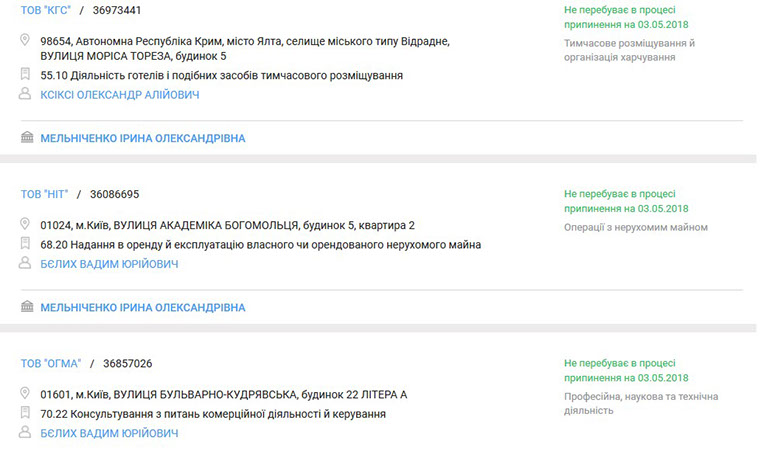 ТОВ "КГС" / 36973441
Не перебуває в процесі
припинення на 03.05.2018
98654, Автономна Республіка Крим, місто Ялта, селище міського типу Відрадне,
ВУЛИЦЯ МОРІСА ТОРЕЗА, будинок 5
Тимчасове розміщування й
організація харчування
55.10 Діяльність готелів і подібних засобів тимчасового розміщування
КСІКСІ ОЛЕКСАНДР АЛІЙОВИЧ
МЕЛЬНІЧЕНКО ІРИНА ОЛЕКСАНДРІВНА
ТОВ "НІТ" / 36086695
Не перебуває в процесі
припинення на 03.05.2018
01024, м.Київ, ВУЛИЦЯ АКАДЕМІКА БОГОМОЛЬЦЯ, будинок 5, квартира 2
Операції з нерухомим майном
68.20 Надання в оренду й експлуатацію власного чи орендованого нерухомого майна
БЄЛИХ ВАДИМ ЮРІЙОВИЧ
МЕЛЬНІЧЕНКО ІРИНА ОЛЕКСАНДРІВНА
ТОВ "ОГМА" / 36857026
Не перебуває в процесі
припинення на 03.05.2018
01601, м.Київ, ВУЛИЦЯ БУЛЬВАРНО-КУДРЯВСЬКА, будинок 22 ЛІТЕРА А
Професійна, наукова та технічна
діяльність
70.22 Консультування з питань комерційної діяльності й керування
БЄЛИХ ВАДИМ ЮРІЙОВИЧ